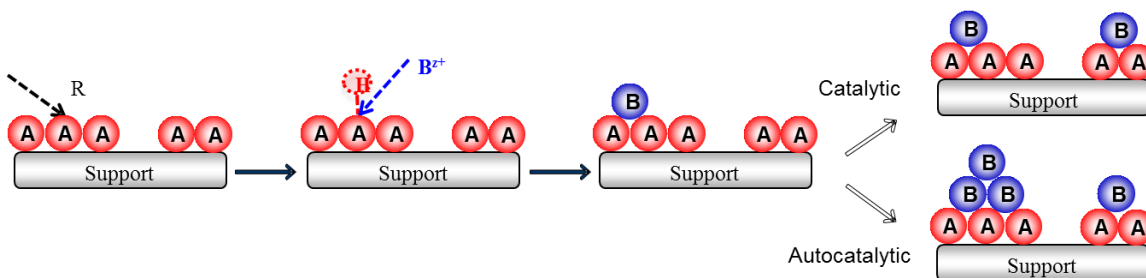 R
A A A A A
Support
H
B^{z+}
A A A A A
Support
B
A A A A A
Support
Catalytic
B B
A A A A A
Support
Autocatalytic
B
B B B
A A A A A
Support